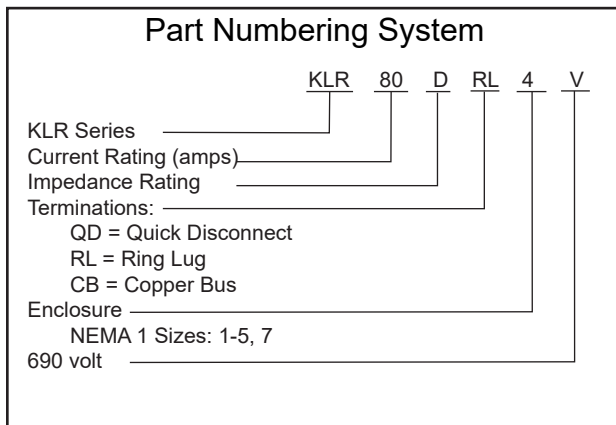 Part Numbering System
KLR 80 D RL 4 V
KLR Series
Current Rating (amps)
Impedance Rating
Terminations:
QD = Quick Disconnect
RL = Ring Lug
CB = Copper Bus
Enclosure
NEMA 1 Sizes: 1-5, 7
690 volt